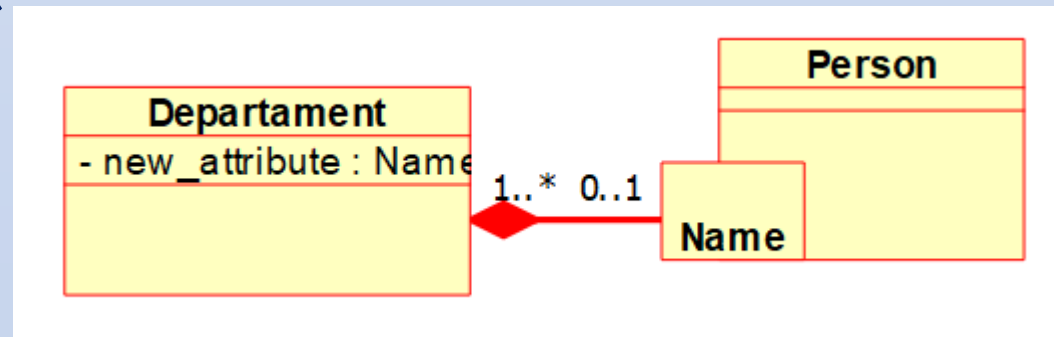 Person
Departament
- new_attribute : Name
1..* 0..1
Name